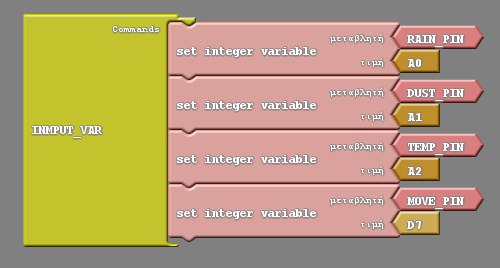 Commands
INMPUT_VAR
set integer variable
μεταβλητή
RAIN_PIN
τιμή
A0
set integer variable
μεταβλητή
DUST_PIN
τιμή
A1
set integer variable
μεταβλητή
TEMP_PIN
τιμή
A2
set integer variable
μεταβλητή
MOVE_PIN
τιμή
D7